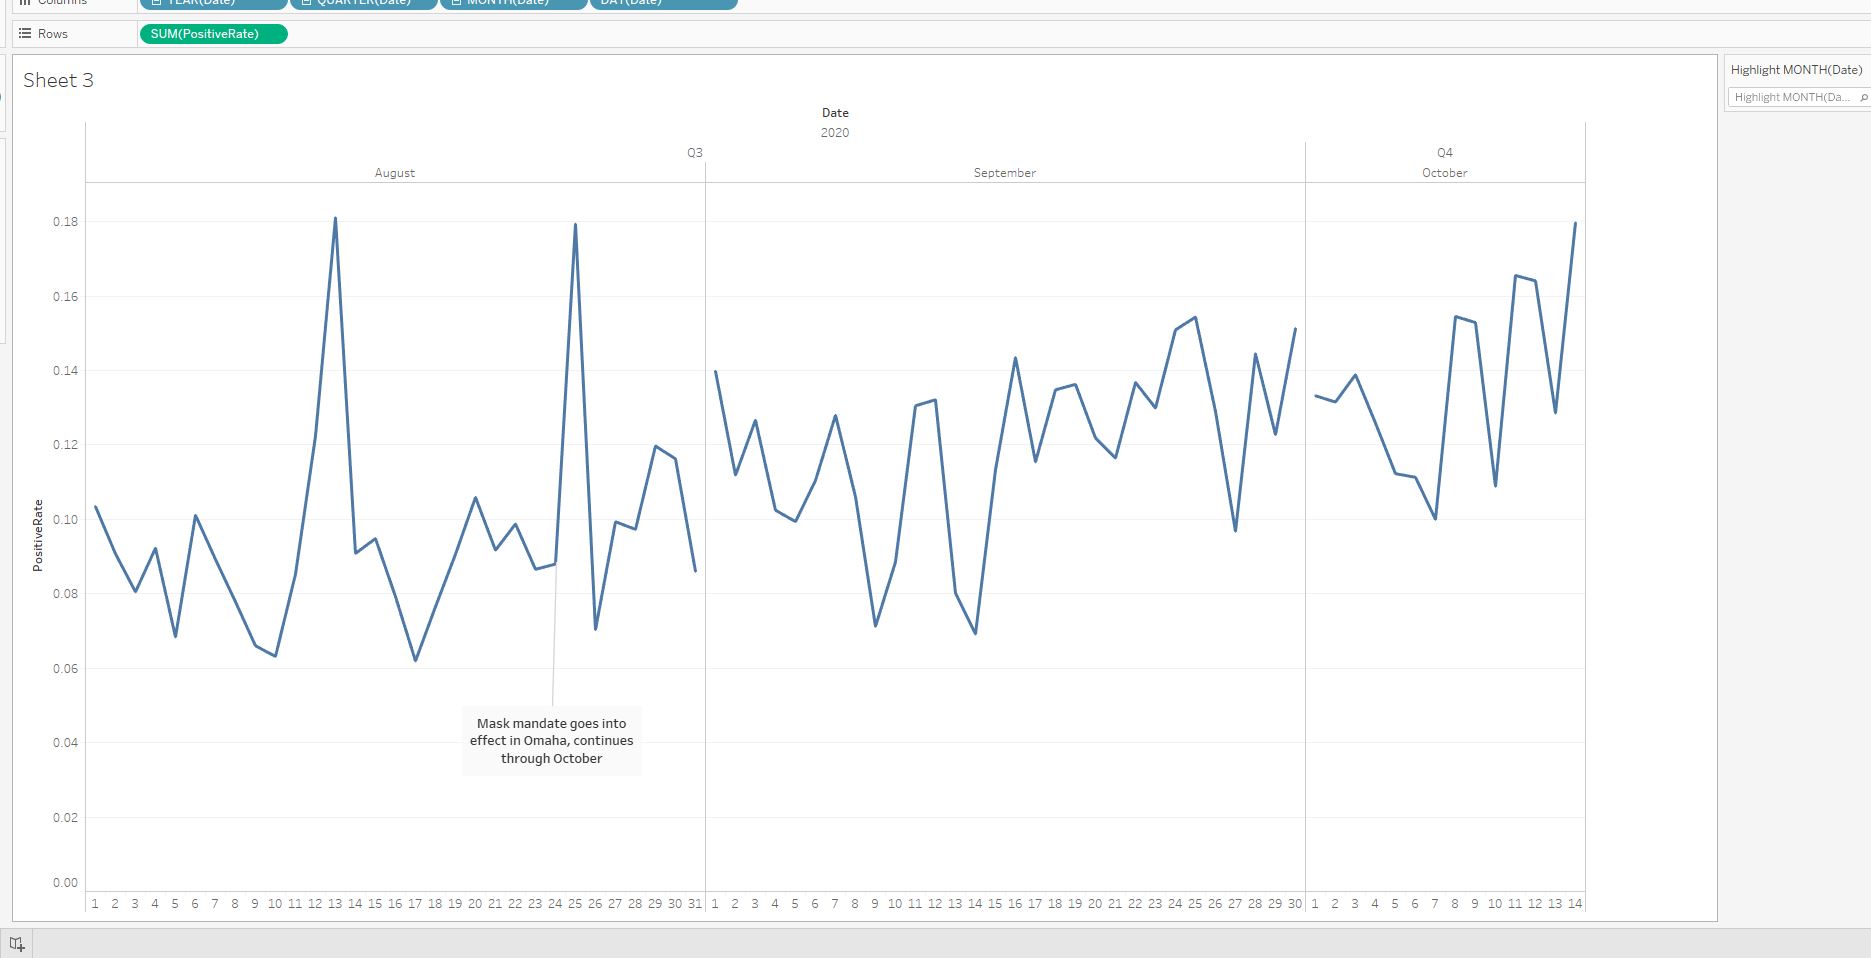 Columns YEAR(Date) QUARTER(Date) MONTH(Date) DAY(Date)
Rows SUM(PositiveRate)
Sheet 3
Highlight MONTH(Date)
Highlight MONTH(Da...
Date
2020
Q3 Q4
August September October
0.18
0.16
0.14
0.12
0.10
0.08
0.06
0.04
0.02
0.00
PositiveRate
Mask mandate goes into
effect in Omaha, continues
through October
1 2 3 4 5 6 7 8 9 10 11 12 13 14 15 16 17 18 19 20 21 22 23 24 25 26 27 28 29 30 31 1 2 3 4 5 6 7 8 9 10 11 12 13 14 15 16 17 18 19 20 21 22 23 24 25 26 27 28 29 30 1 2 3 4 5 6 7 8 9 10 11 12 13 14